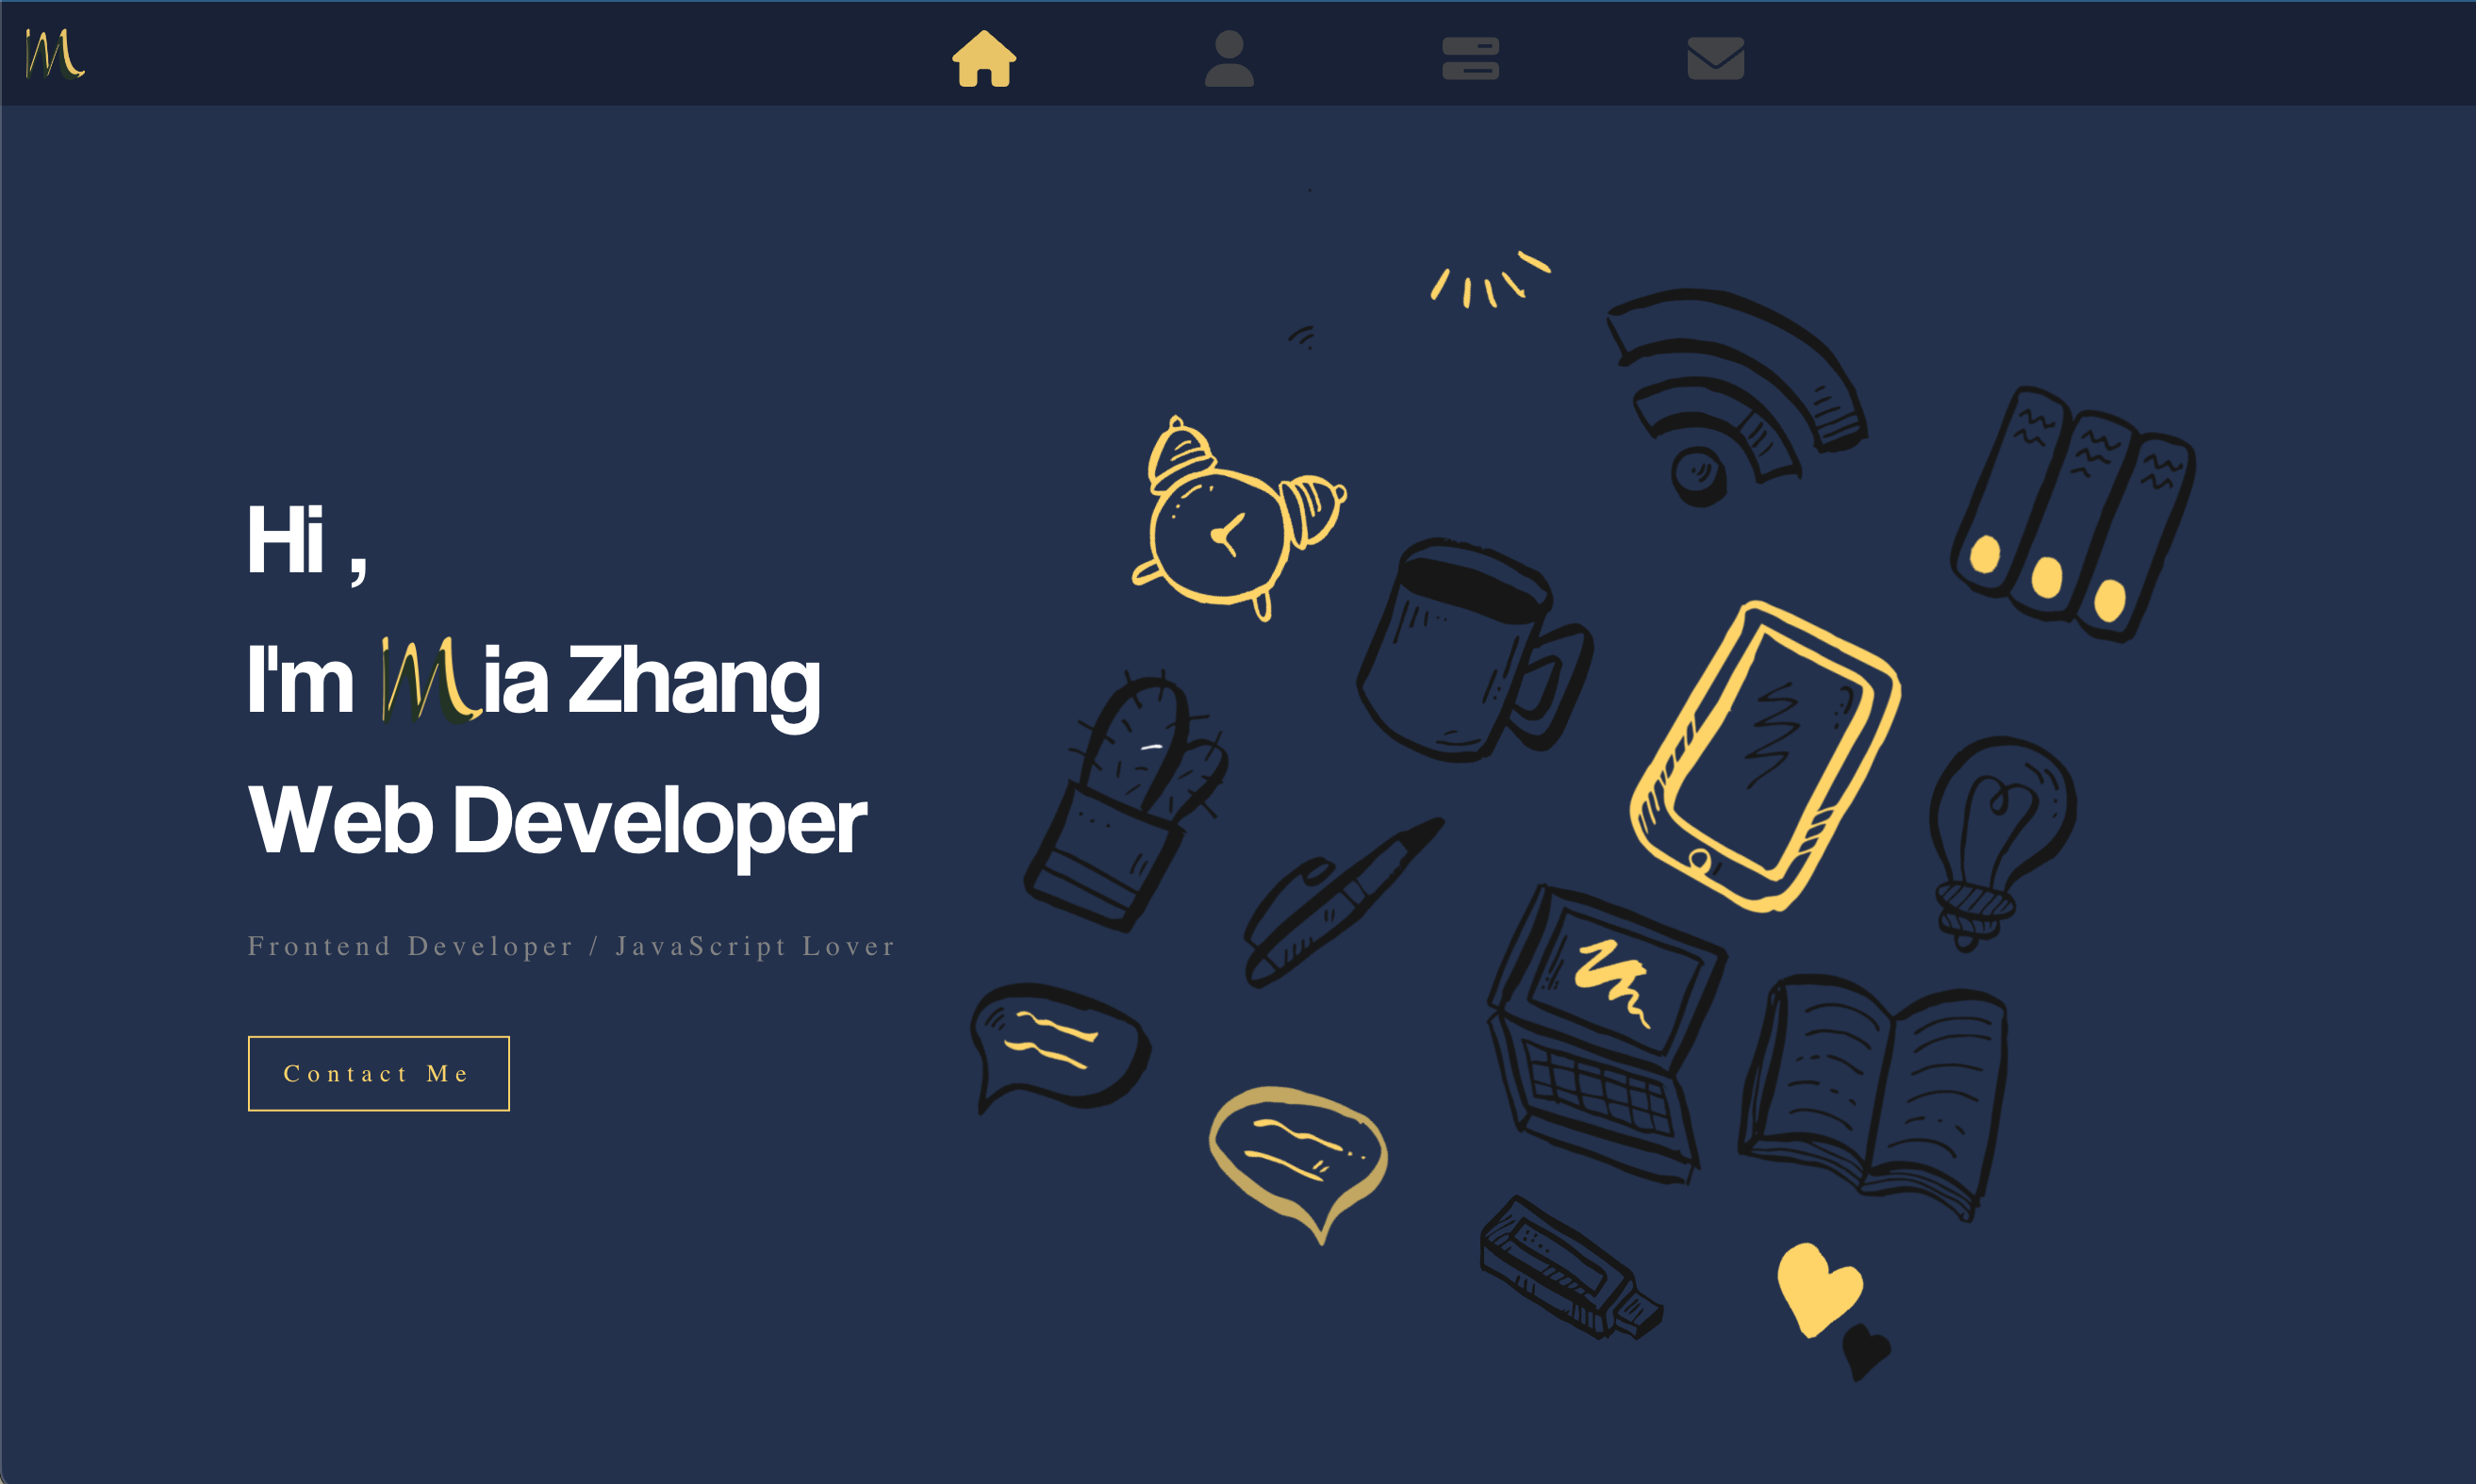 M
Hi ,
I'm Mia Zhang
Web Developer
Frontend Developer / JavaScript Lover
Contact Me